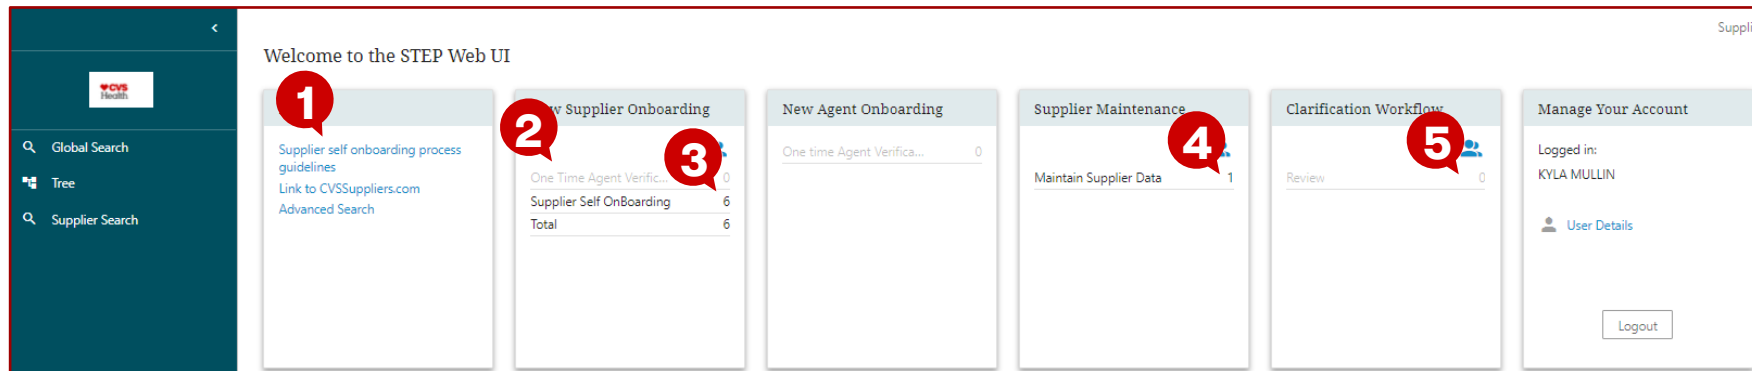 Suppli
Welcome to the STEP Web UI
CVS
Health
Global Search
Tree
Supplier Search
1
Supplier self onboarding process
guidelines
Link to CVSSuppliers.com
Advanced Search
Supplier Onboarding
2
3
One Time Agent Verific... 0
Supplier Self OnBoarding 6
Total 6
New Agent Onboarding
One time Agent Verifica... 0
Supplier Maintenance
4
Maintain Supplier Data 1
Clarification Workflow
5
Review 0
Manage Your Account
Logged in:
KYLA MULLIN
User Details
Logout